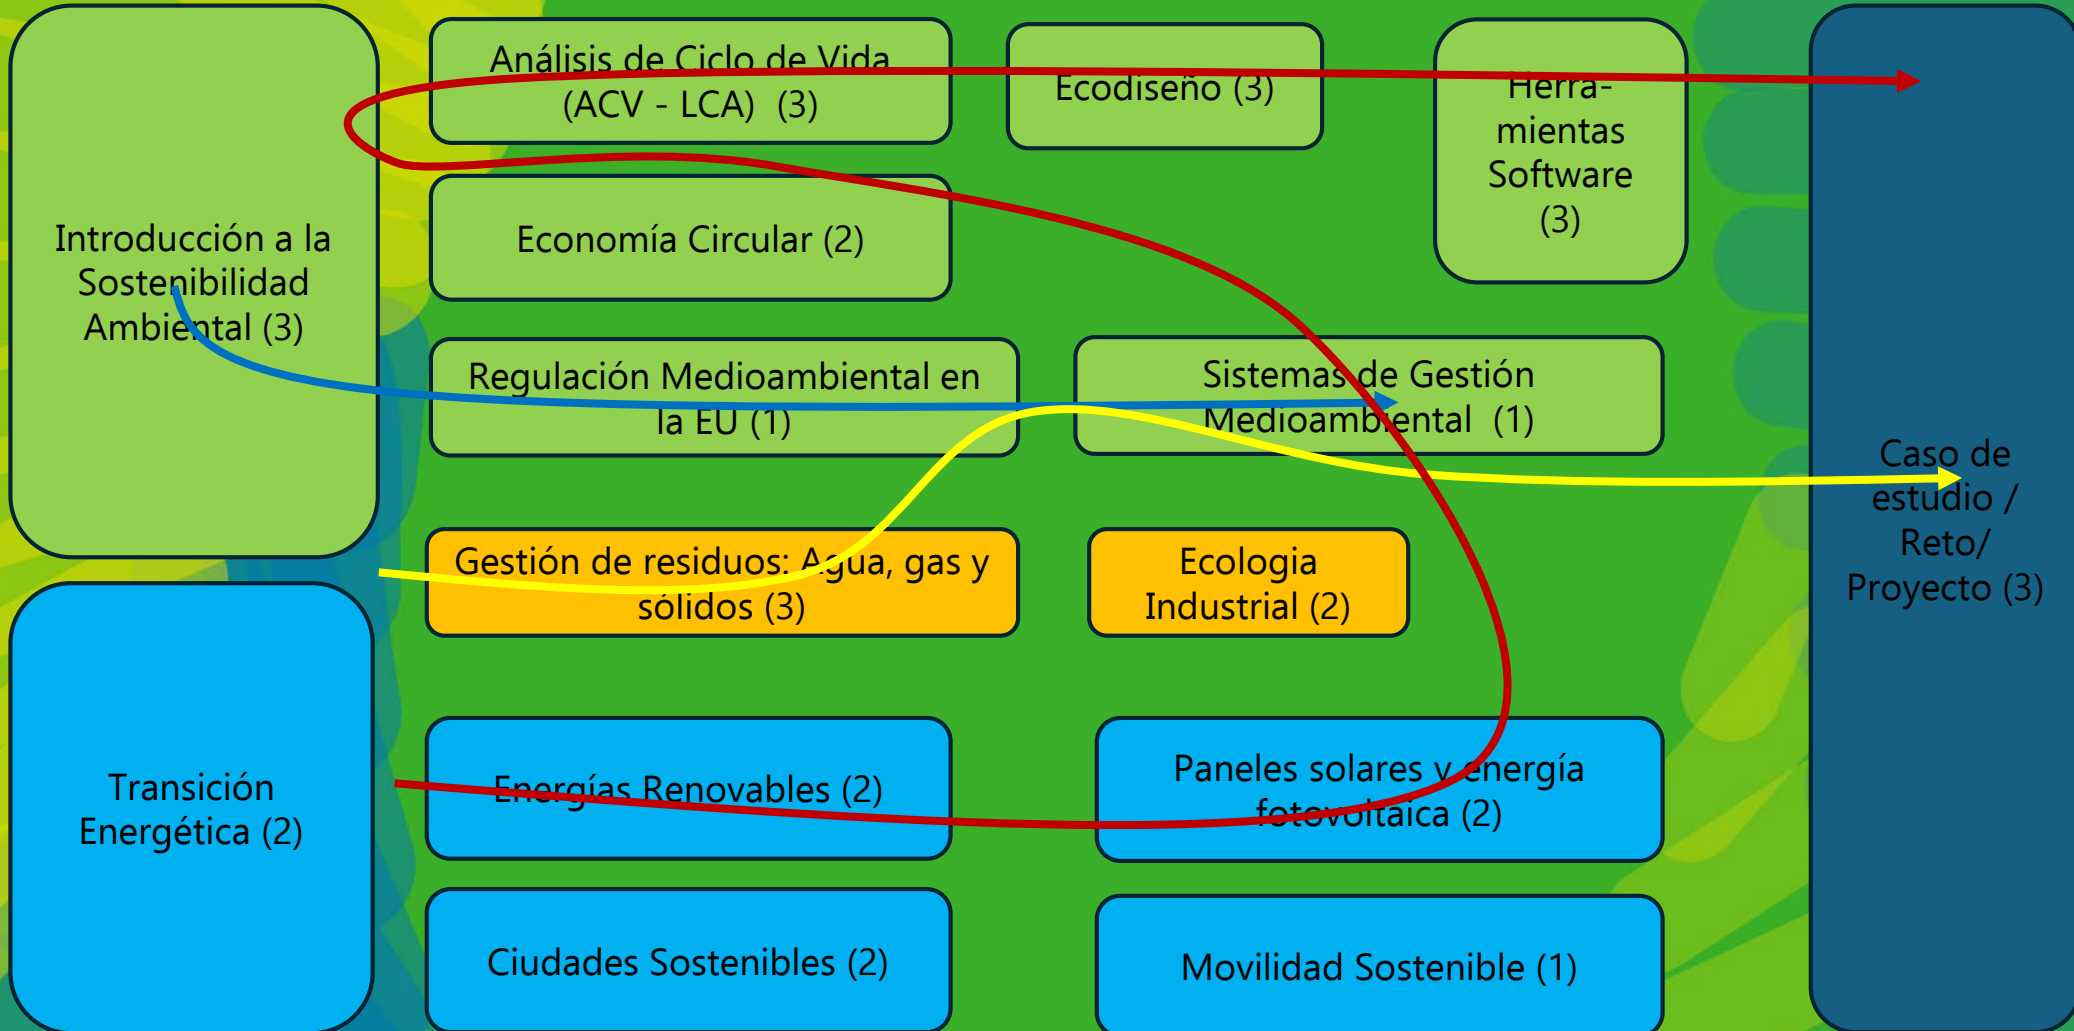 Introducción a la
Sostenibilidad
Ambiental (3)
Análisis de Ciclo de Vida
(ACV - LCA)  (3)
Ecodiseño (3)
Herra-
mientas
Software
(3)
Economía Circular (2)
Regulación Medioambiental en
la EU (1)
Sistemas de Gestión
Medioambiental  (1)
Gestión de residuos: Agua, gas y
sólidos (3)
Ecologia
Industrial (2)
Caso de
estudio /
Reto/
Proyecto (3)
Transición
Energética (2)
Energías Renovables (2)
Paneles solares y energía
fotovoltaica (2)
Ciudades Sostenibles (2)
Movilidad Sostenible (1)